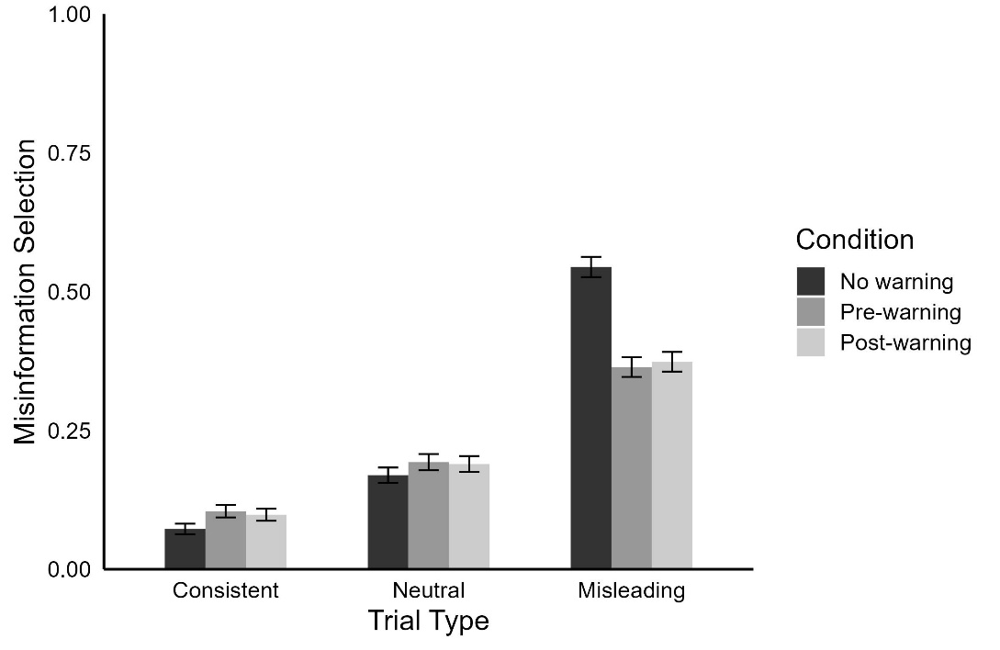 1.00
0.75
0.50
0.25
0.00
Misinformation Selection
Consistent
Neutral
Misleading
Trial Type
Condition
No warning
Pre-warning
Post-warning